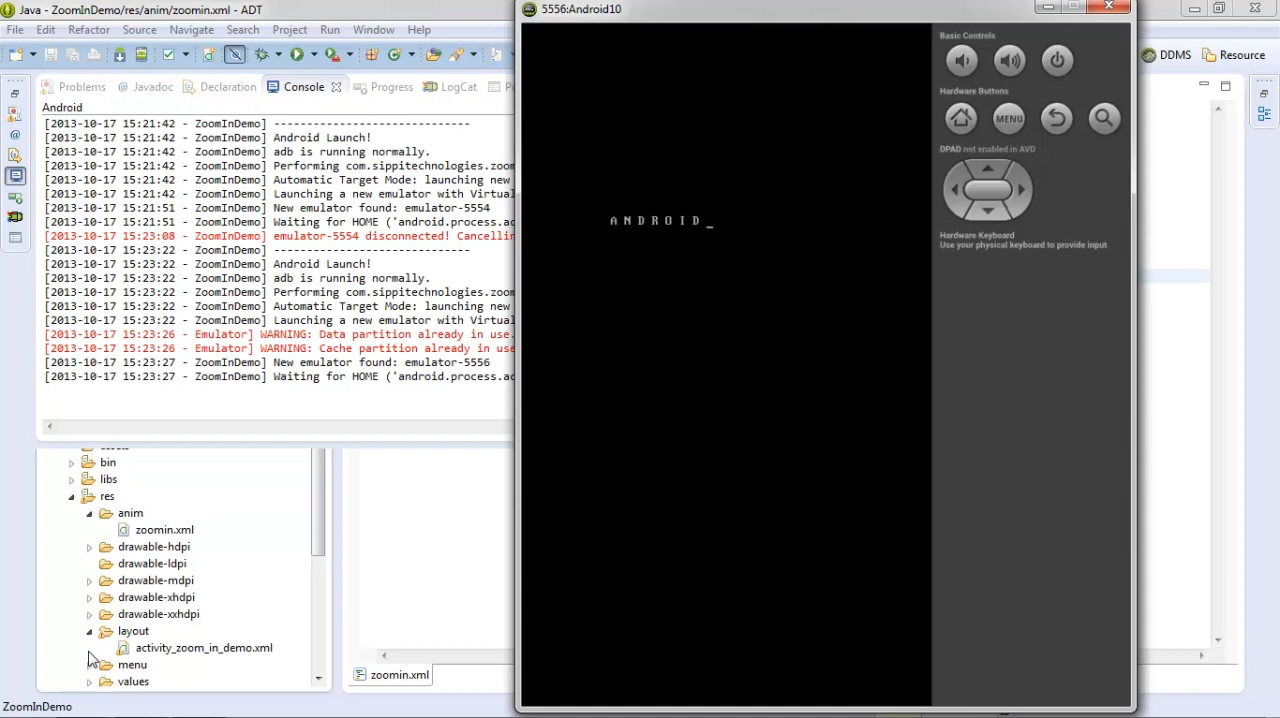 Java - ZoomInDemo/res/anim/zoomin.xml - ADT
5556:Android10
File Edit Refactor Source Navigate Search Project Run Window Help
DDMS Resource
Problems Javadoc Declaration Console Progress LogCat
Android
[2013-10-17 15:21:42 - ZoomInDemo] ----------------------------
[2013-10-17 15:21:42 - ZoomInDemo] Android Launch!
[2013-10-17 15:21:42 - ZoomInDemo] adb is running normally.
[2013-10-17 15:21:42 - ZoomInDemo] Performing com.sippitechnologies.zoom
[2013-10-17 15:21:42 - ZoomInDemo] Automatic Target Mode: launching new
[2013-10-17 15:21:42 - ZoomInDemo] Launching a new emulator with Virtual
[2013-10-17 15:21:51 - ZoomInDemo] New emulator found: emulator-5554
[2013-10-17 15:21:51 - ZoomInDemo] Waiting for HOME ('android.process.ac
[2013-10-17 15:23:08 - ZoomInDemo] emulator-5554 disconnected! Cancellin
[2013-10-17 15:23:22 - ZoomInDemo] ----------------------------
[2013-10-17 15:23:22 - ZoomInDemo] Android Launch!
[2013-10-17 15:23:22 - ZoomInDemo] adb is running normally.
[2013-10-17 15:23:22 - ZoomInDemo] Performing com.sippitechnologies.zoom
[2013-10-17 15:23:22 - ZoomInDemo] Automatic Target Mode: launching new
[2013-10-17 15:23:22 - ZoomInDemo] Launching a new emulator with Virtual
[2013-10-17 15:23:26 - Emulator] WARNING: Data partition already in use.
[2013-10-17 15:23:26 - Emulator] WARNING: Cache partition already in use
[2013-10-17 15:23:27 - ZoomInDemo] New emulator found: emulator-5556
[2013-10-17 15:23:27 - ZoomInDemo] Waiting for HOME ('android.process.ac
bin
libs
res
anim
zoomin.xml
drawable-hdpi
drawable-ldpi
drawable-mdpi
drawable-xhdpi
drawable-xxhdpi
layout
activity_zoom_in_demo.xml
menu
values
zoomin.xml
ZoomInDemo
ANDROID_
Basic Controls
Hardware Buttons
MENU
DPAD not enabled in AVD
Hardware Keyboard
Use your physical keyboard to provide input